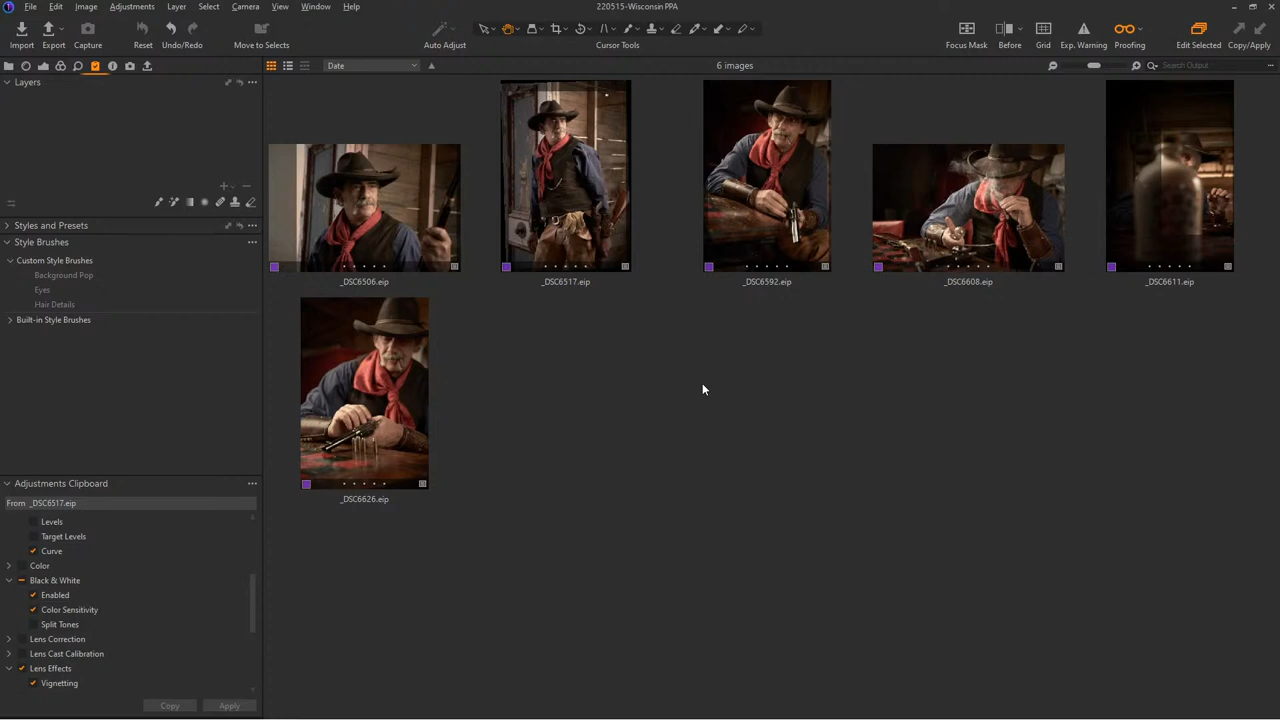 File Edit Image Adjustments Layer Select Camera View Window Help
220515-Wisconsin PPA
Import Export Capture Reset Undo/Redo Move to Selects Auto Adjust Cursor Tools Focus Mask Before Grid Exp. Warning Proofing Edit Selected Copy/Apply
Date
6 images
Search Output
Layers
Styles and Presets
Style Brushes
Custom Style Brushes
Background Pop
Eyes
Hair Details
Built-in Style Brushes
_DSC6506.eip
_DSC6517.eip
_DSC6592.eip
_DSC6608.eip
_DSC6611.eip
_DSC6626.eip
Adjustments Clipboard
From _DSC6517.eip
Levels
Target Levels
Curve
Color
Black & White
Enabled
Color Sensitivity
Split Tones
Lens Correction
Lens Cast Calibration
Lens Effects
Vignetting
Copy Apply